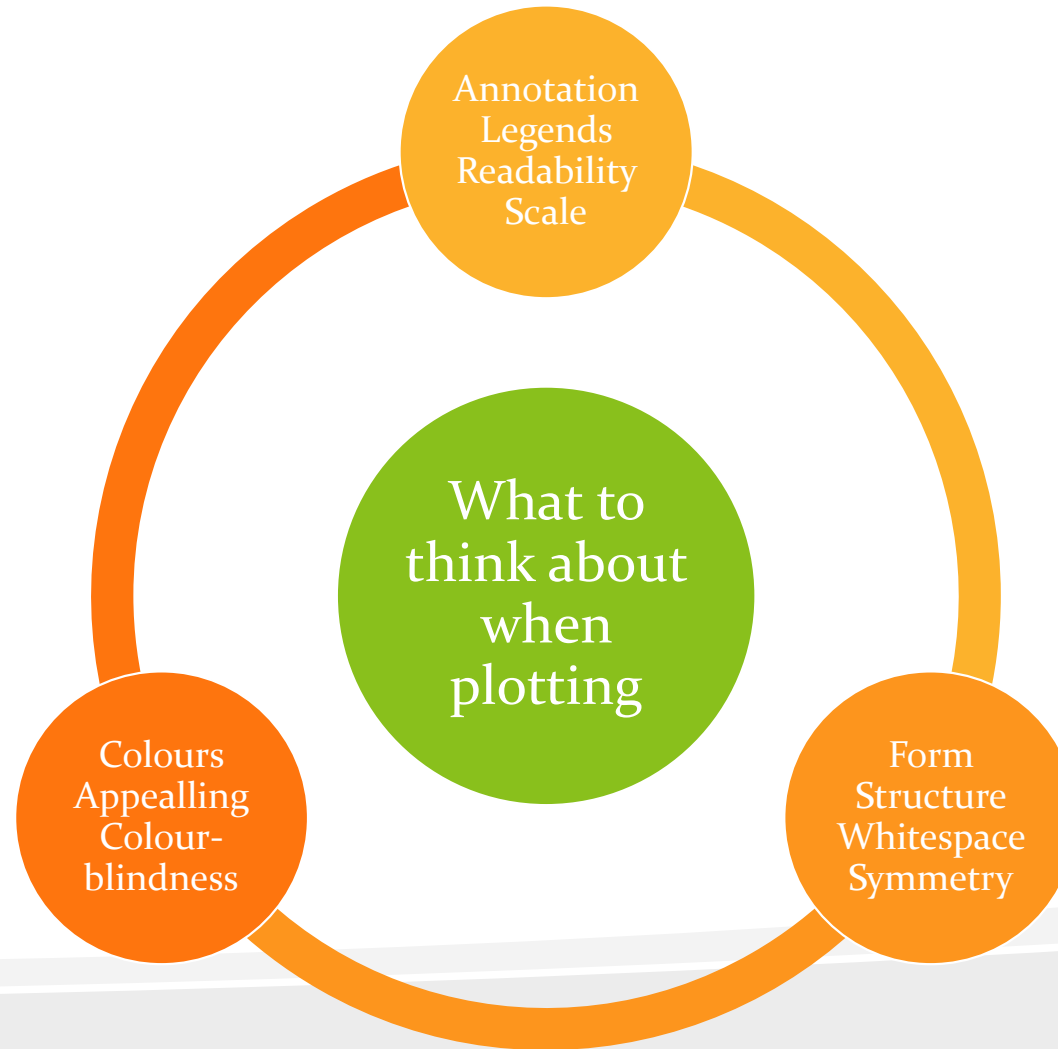 Annotation
Legends
Readability
Scale
What to
think about
when
plotting
Colours
Appealling
Colour-
blindness
Form
Structure
Whitespace
Symmetry